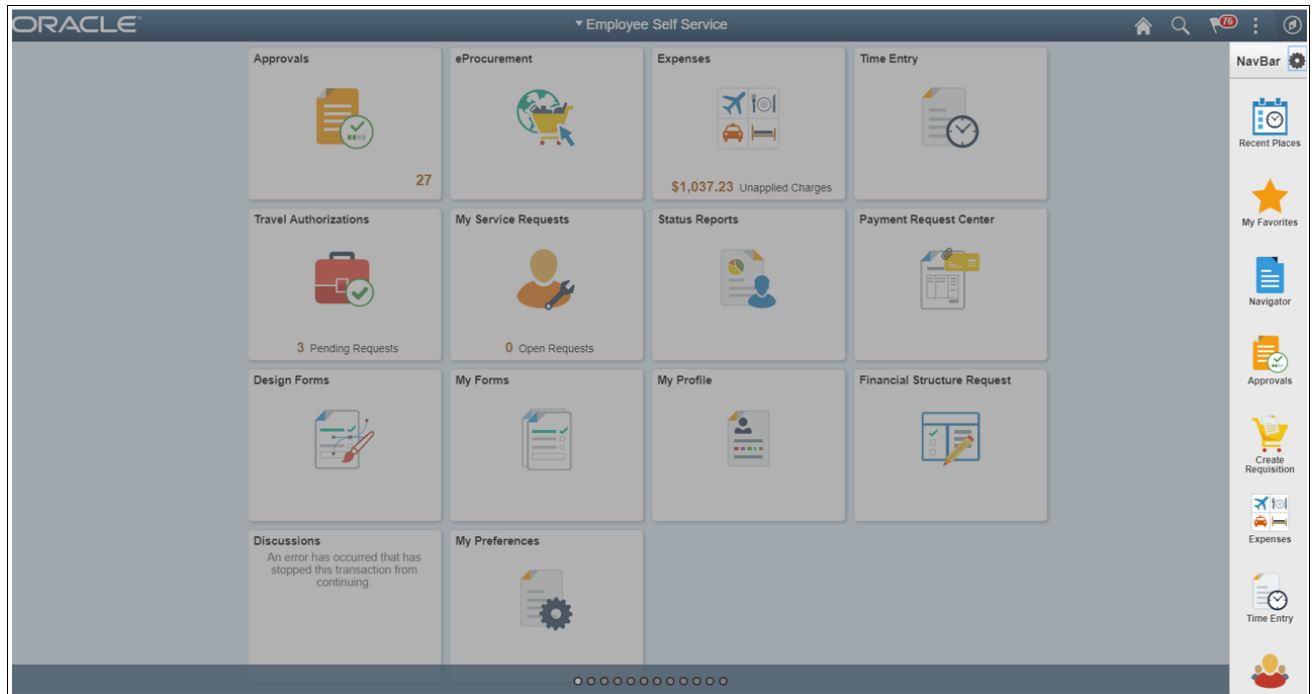 ORACLE
Employee Self Service
76
NavBar
Approvals
27
eProcurement
Expenses
$1,037.23 Unapplied Charges
Time Entry
Travel Authorizations
3 Pending Requests
My Service Requests
0 Open Requests
Status Reports
Payment Request Center
Design Forms
My Forms
My Profile
Financial Structure Request
Discussions
An error has occurred that has
stopped this transaction from
continuing.
My Preferences
Recent Places
My Favorites
Navigator
Approvals
Create
Requisition
Expenses
Time Entry